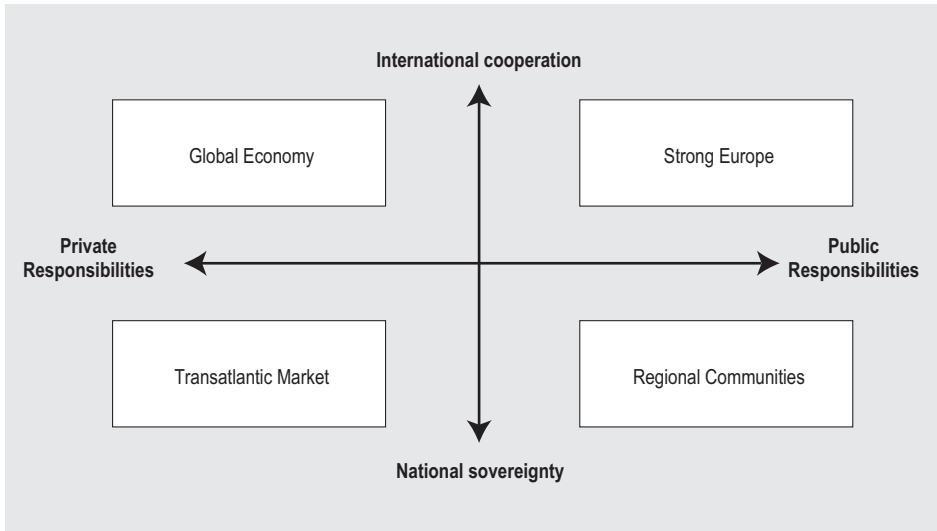 International cooperation
Global Economy
Strong Europe
Private
Responsibilities
Public
Responsibilities
Transatlantic Market
Regional Communities
National sovereignty